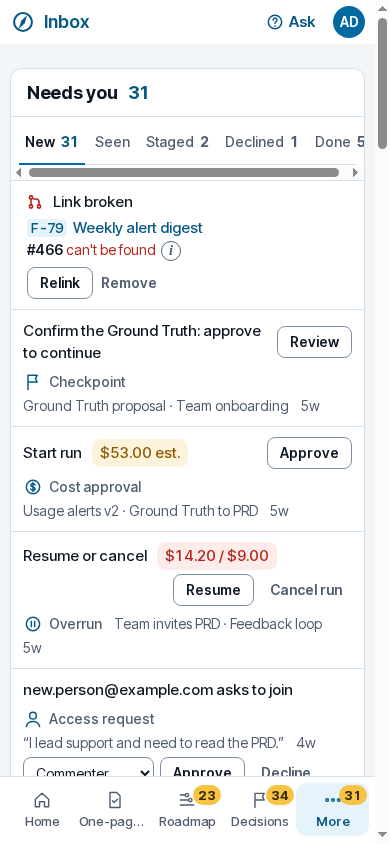 Inbox
Ask
AD
Needs you 31
New 31 Seen Staged 2 Declined 1 Done 5
Link broken
F-79 Weekly alert digest
#466 can't be found i
Relink Remove
Confirm the Ground Truth: approve
to continue
Review
Checkpoint
Ground Truth proposal · Team onboarding 5w
Start run $53.00 est. Approve
Cost approval
Usage alerts v2 · Ground Truth to PRD 5w
Resume or cancel $14.20 / $9.00
Resume Cancel run
Overrun Team invites PRD · Feedback loop
5w
new.person@example.com asks to join
Access request
“I lead support and need to read the PRD.” 4w
Commenter Approve Decline
23 34 31
Home One-pag… Roadmap Decisions More